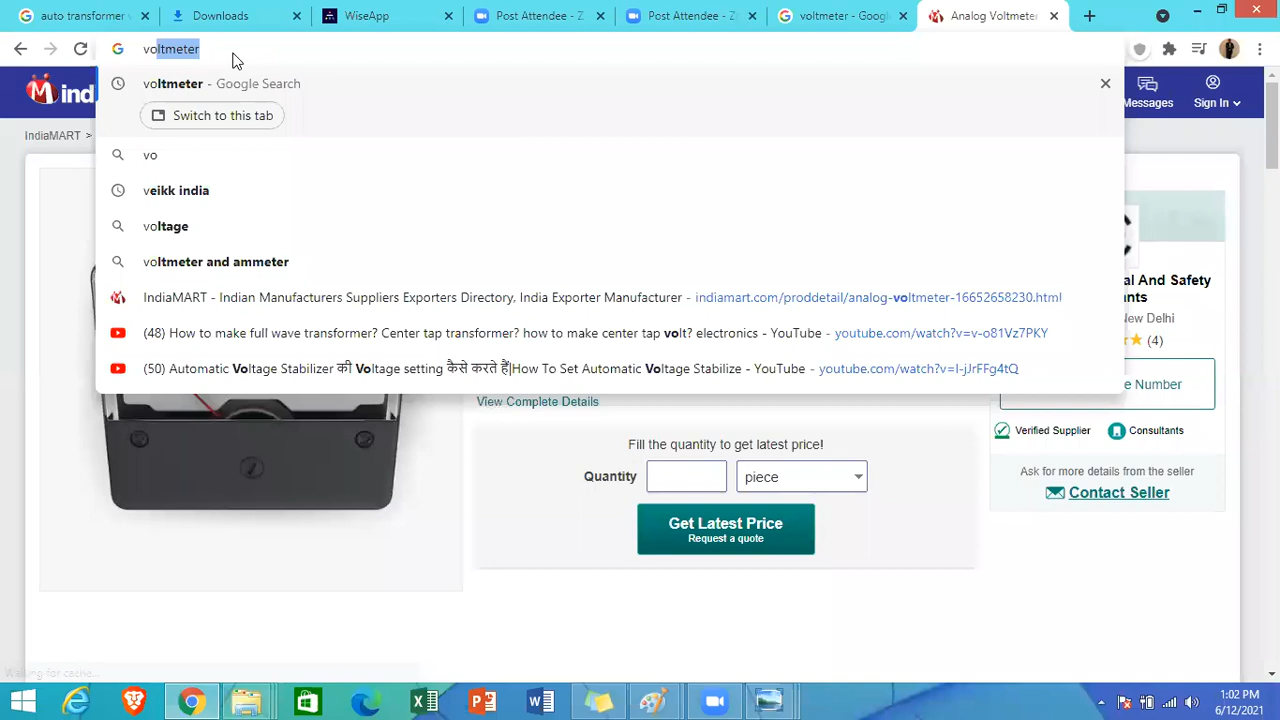 autotransformer v
Downloads
WiseApp
Post Attendee - Z
Post Attendee - Z
voltmeter - Goog
Analog Voltmeter
voltmeter
ind
Messages
Sign In
voltmeter - Google Search
Switch to this tab
IndiaMART >
vo
veikk india
voltage
voltmeter and ammeter
IndiaMART - Indian Manufacturers Suppliers Exporters Directory, India Exporter Manufacturer - indiamart.com/proddetail/analog-voltmeter-16652658230.html
(48) How to make full wave transformer? Center tap transformer? how to make center tap volt? electronics - YouTube - youtube.com/watch?v=v-o81Vz7PKY
(50) Automatic Voltage Stabilizer की Voltage setting कैसे करते हैं|How To Set Automatic Voltage Stabilize - YouTube - youtube.com/watch?v=I-jJrFFg4tQ
al And Safety
nts
New Delhi
(4)
e Number
View Complete Details
Verified Supplier
Consultants
Fill the quantity to get latest price!
Quantity
piece
Ask for more details from the seller
Contact Seller
Get Latest Price
Request a quote
Waiting for cache...
1:02 PM
6/12/2021